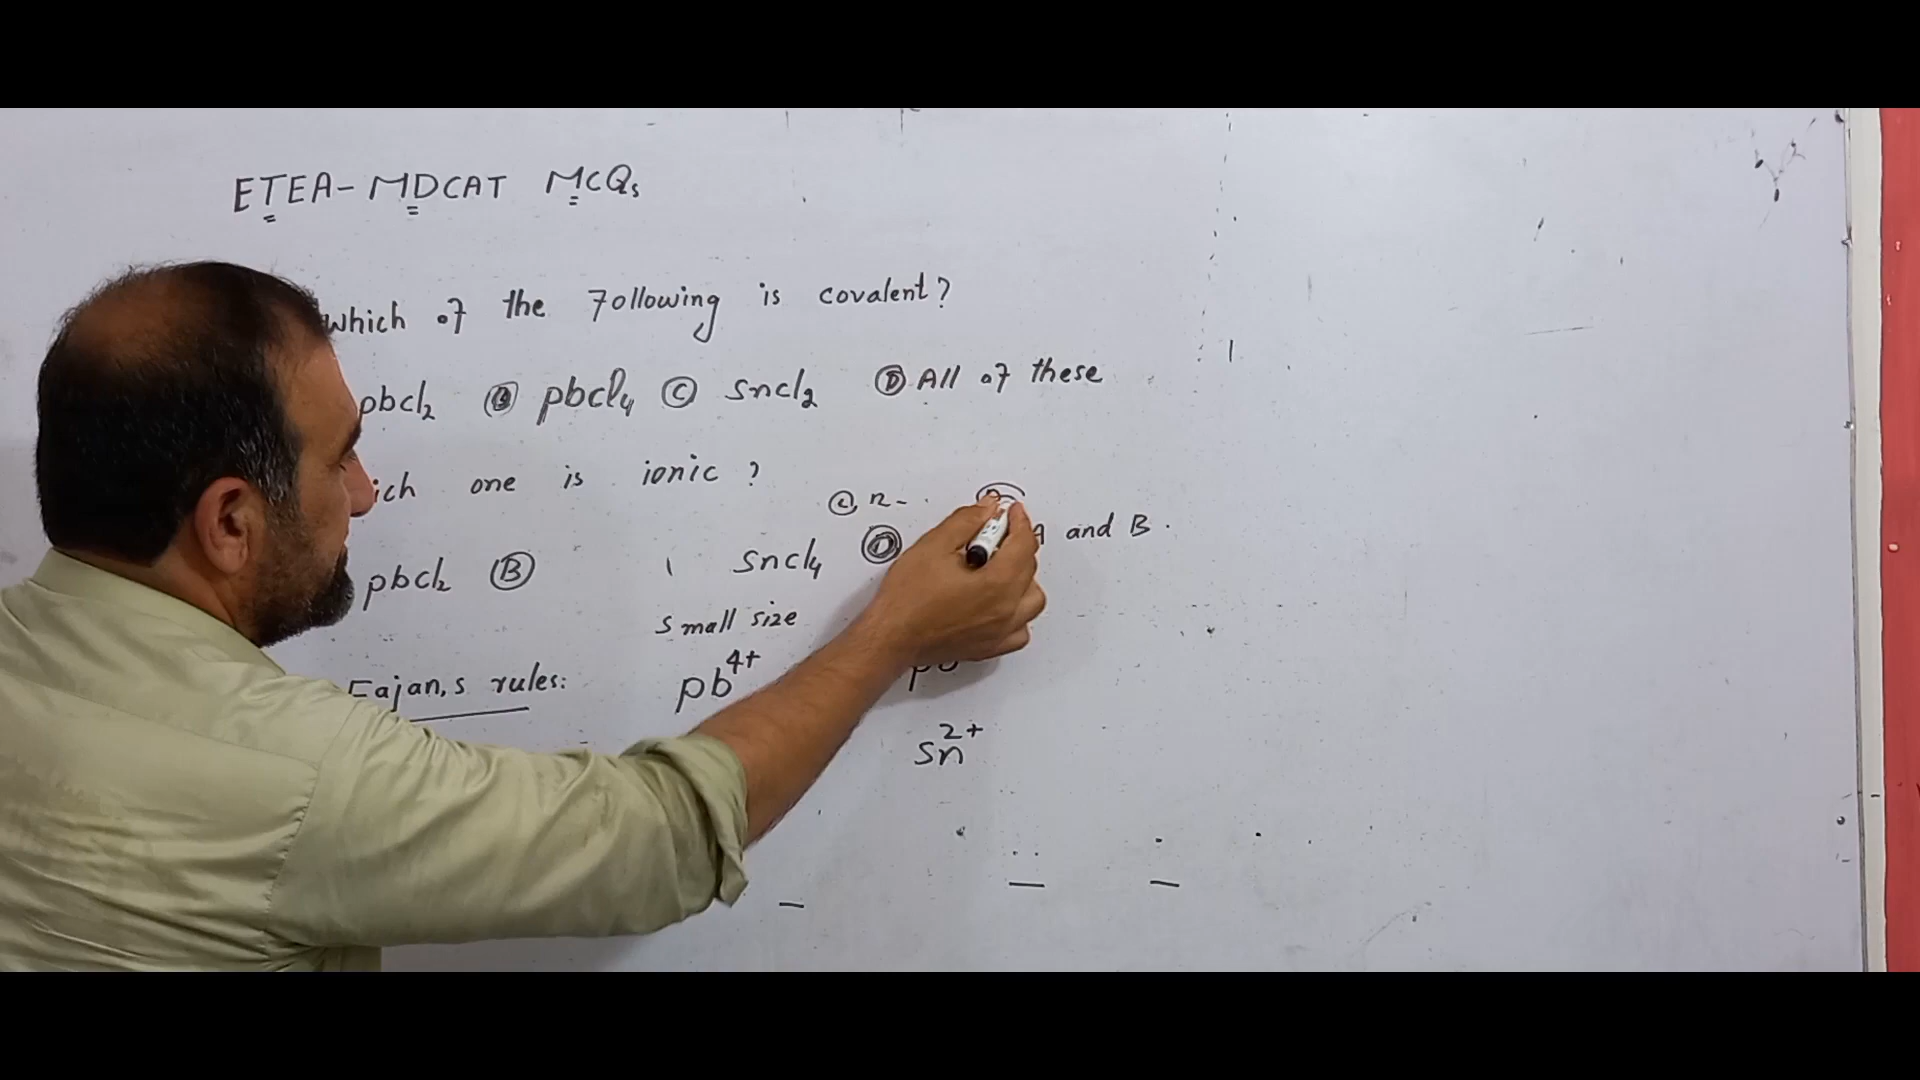 ETEA-MDCAT MCQs
which of the following is covalent?
pbcl2 (B) pbcl4 (C) sncl2 (D) All of these
ich one is ionic ?
(C) n-
pbcl2 (B) sncl4 (D) A and B.
small size
Fajan,s rules: pb4+
sn2+